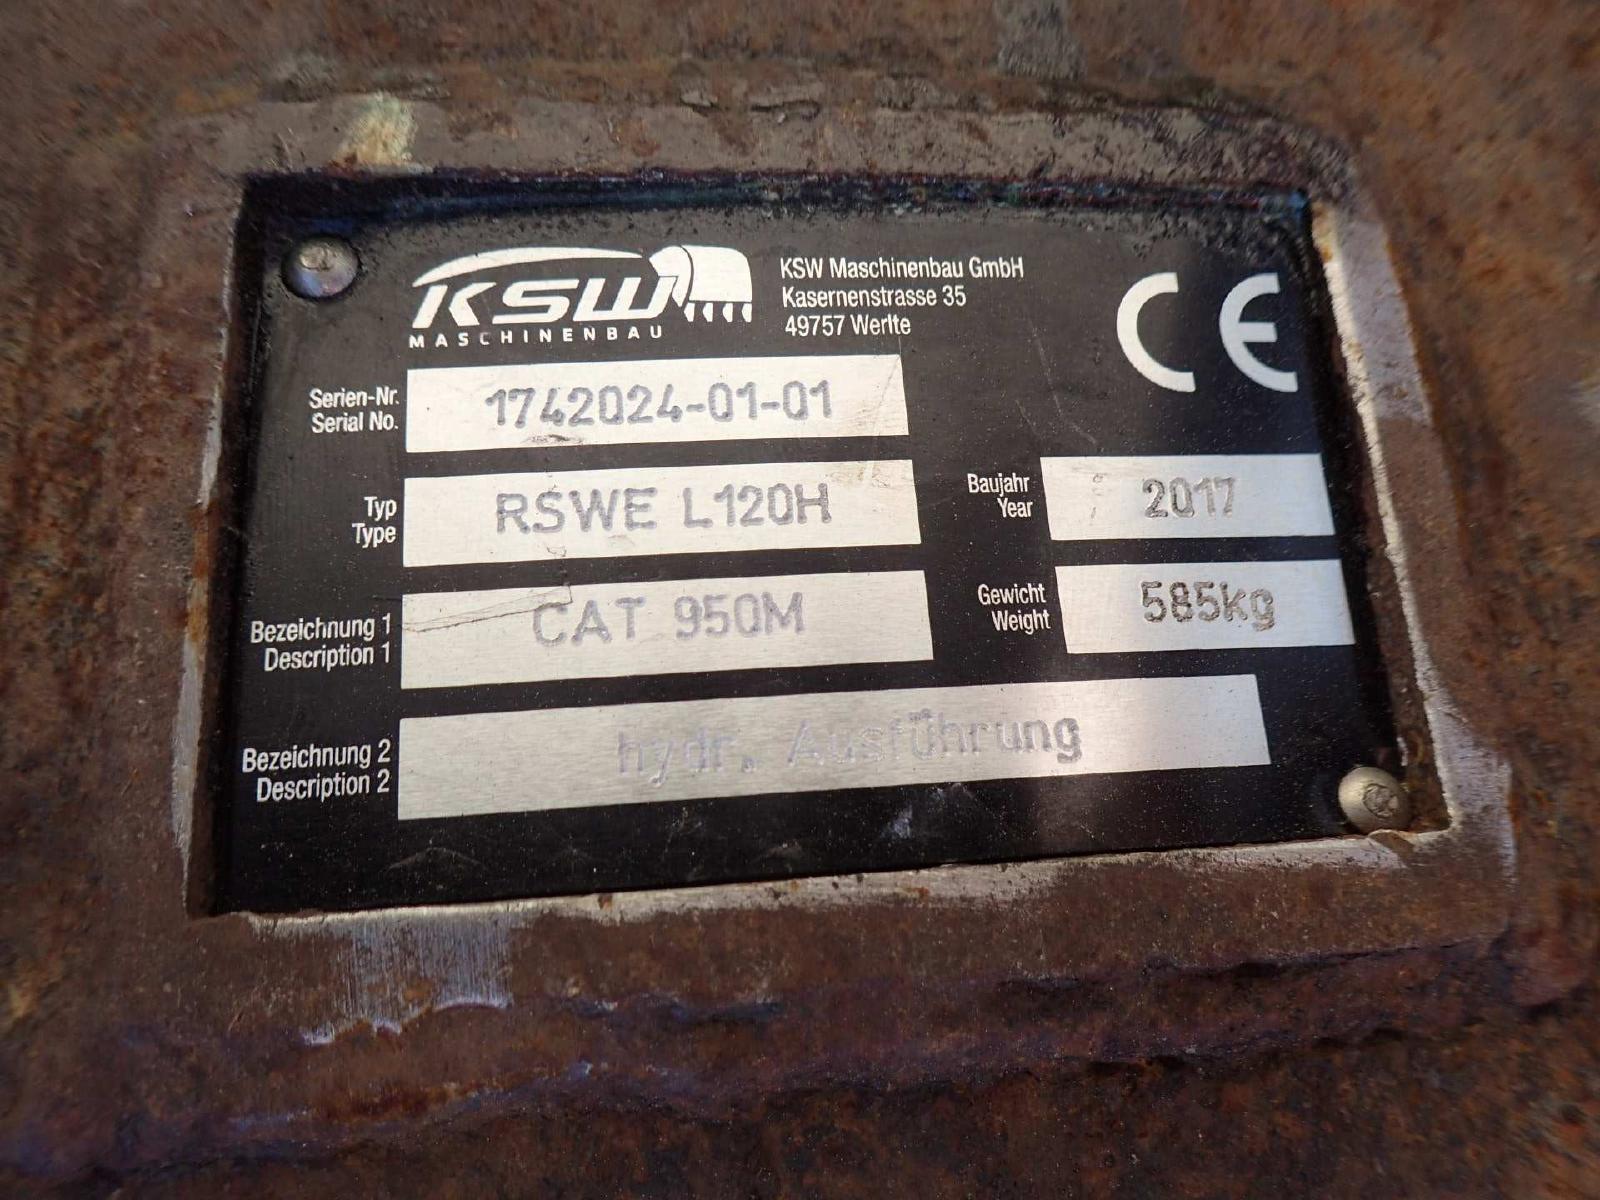 KSW
MASCHINENBAU
KSW Maschinenbau GmbH
Kasernenstrasse 35
49757 Werlte
CE
Serien-Nr.
Serial No.
1742024-01-01
Typ
Type
RSWE L120H
Baujahr
Year
2017
Bezeichnung 1
Description 1
CAT 950M
Gewicht
Weight
585kg
Bezeichnung 2
Description 2
hydr. Ausführung